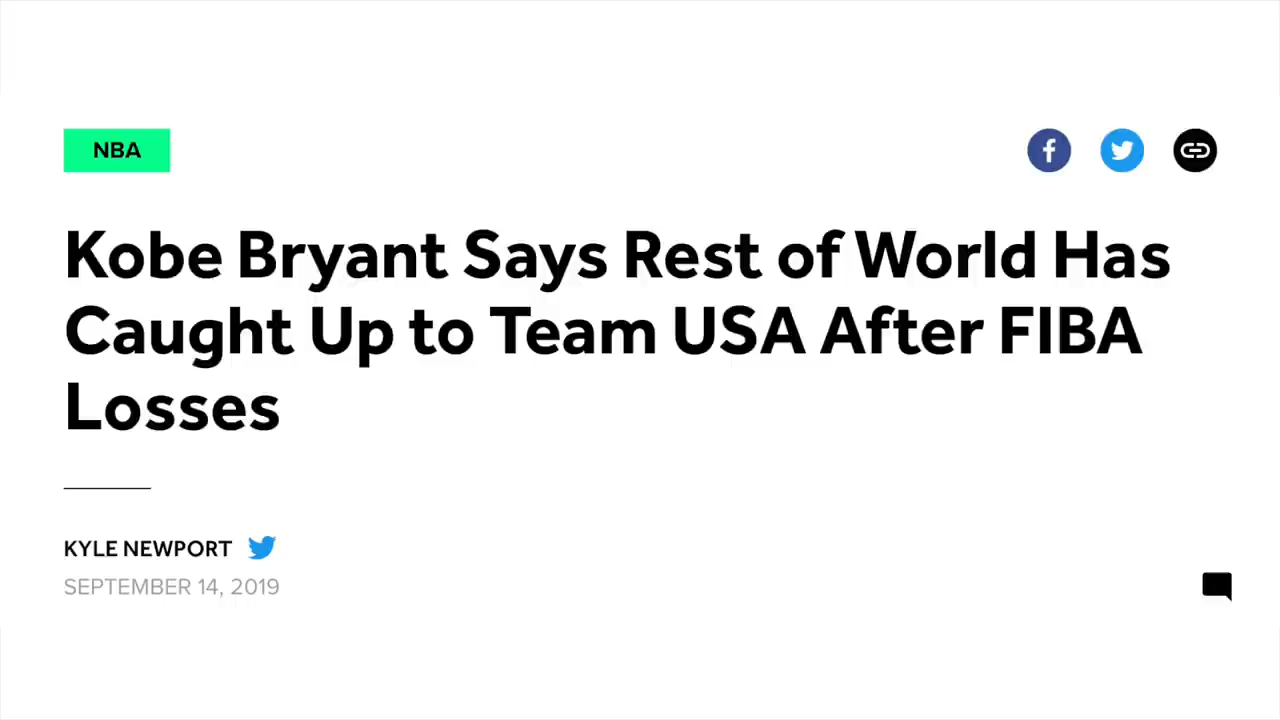 NBA
Kobe Bryant Says Rest of World Has
Caught Up to Team USA After FIBA
Losses
KYLE NEWPORT
SEPTEMBER 14, 2019